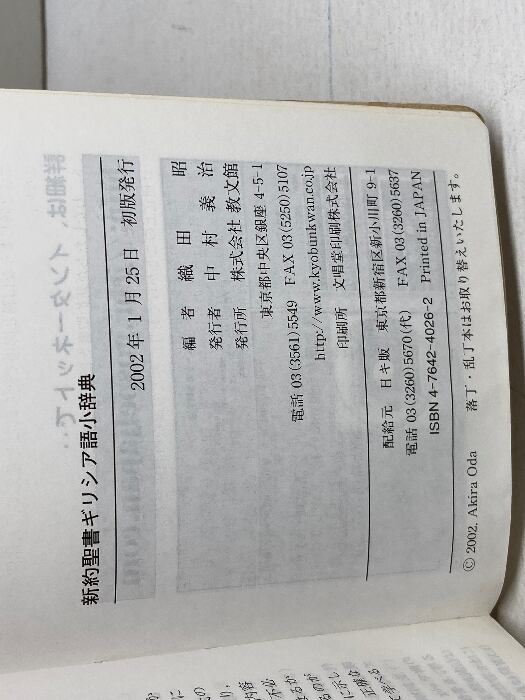 新約聖書ギリシア語小辞典
2002年1月25日 初版発行
編者 織田 昭
発行者 中村義治
発行所 株式会社 教文館
東京都中央区銀座 4-5-1
電話 03(3561)5549 FAX 03(5250)5107
http://www.kyobunkwan.co.jp
印刷所 文唱堂印刷株式会社
配給元 日キ販 東京都新宿区新小川町 9-1
電話 03(3260)5670(代) FAX 03(3260)5637
ISBN 4-7642-4026-2 Printed in JAPAN
© 2002, Akira Oda 落丁・乱丁本はお取り替えいたします。